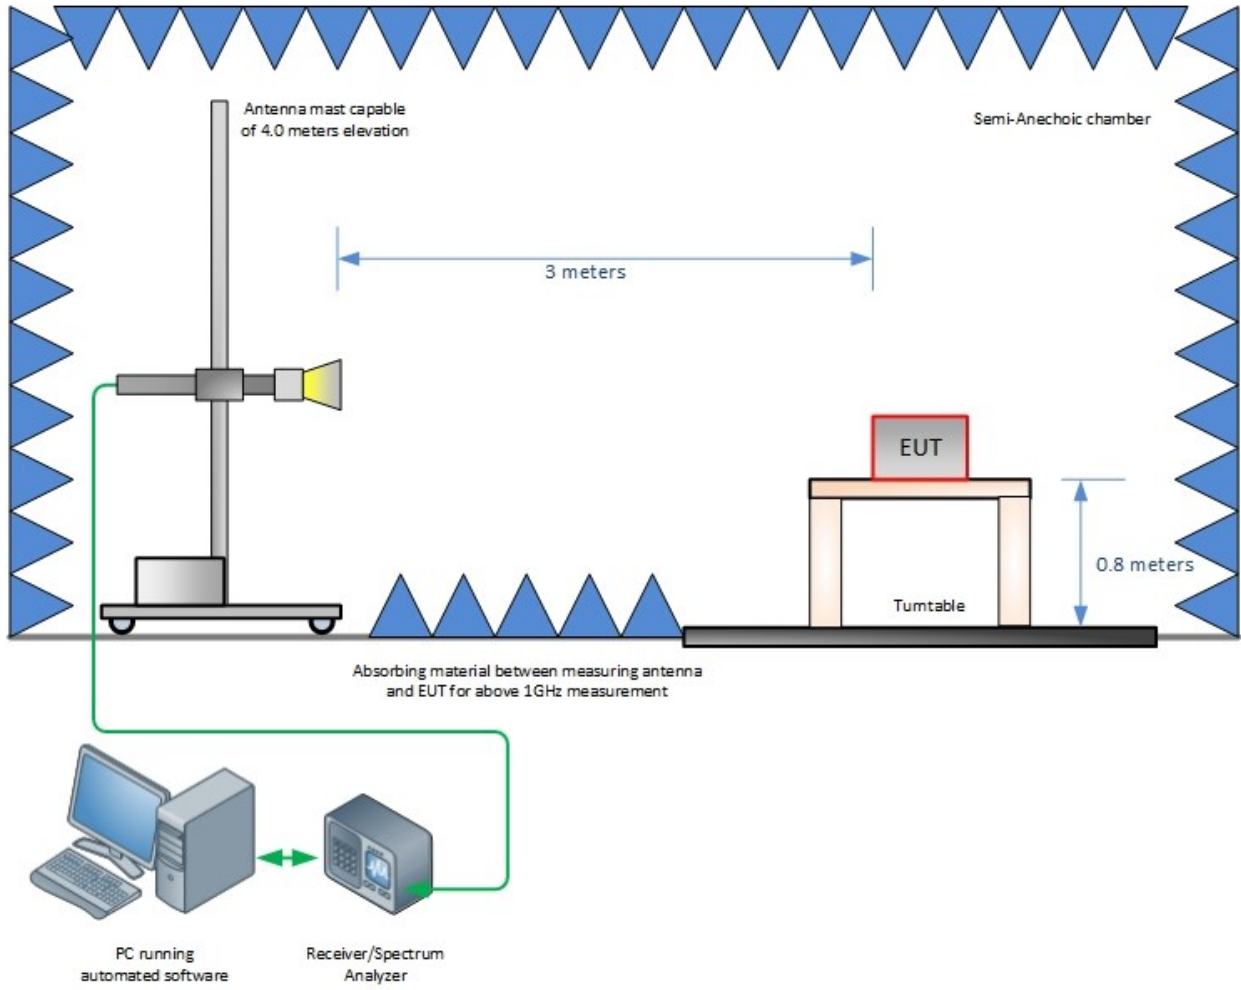 Antenna mast capable
of 4.0 meters elevation
Semi-Anechoic chamber
3 meters
EUT
0.8 meters
Turntable
Absorbing material between measuring antenna
and EUT for above 1GHz measurement
PC running
automated software
Receiver/Spectrum
Analyzer